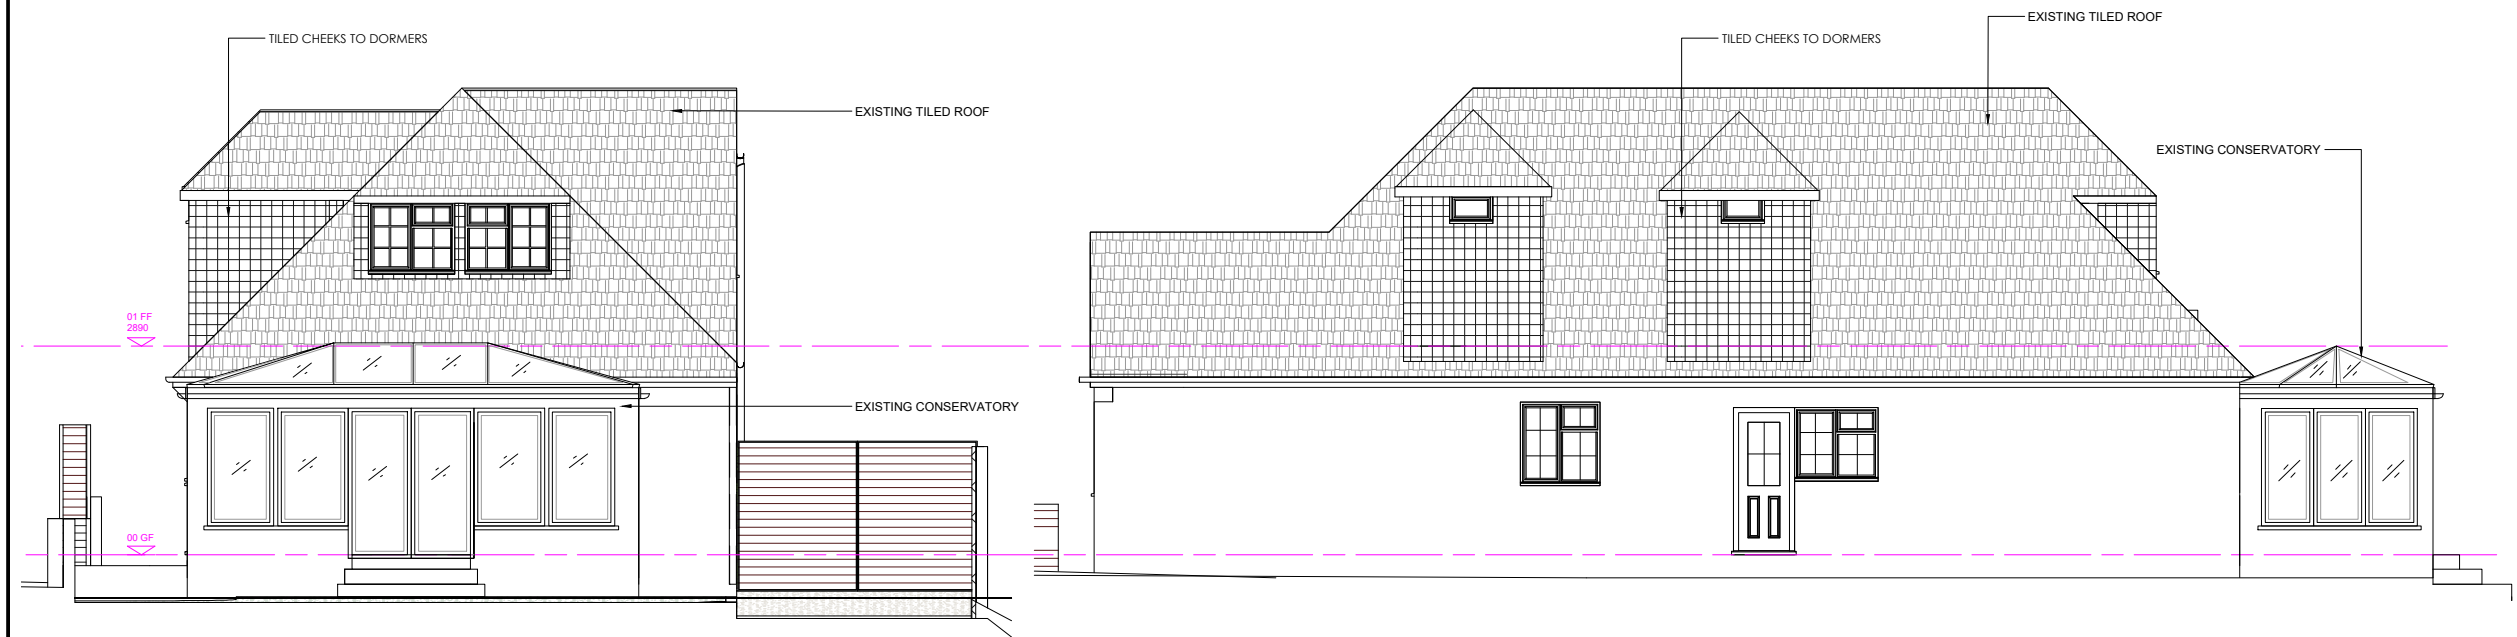 TILED CHEEKS TO DORMERS
EXISTING TILED ROOF
01 FF
2890
EXISTING CONSERVATORY
00 GF
EXISTING TILED ROOF
TILED CHEEKS TO DORMERS
EXISTING CONSERVATORY